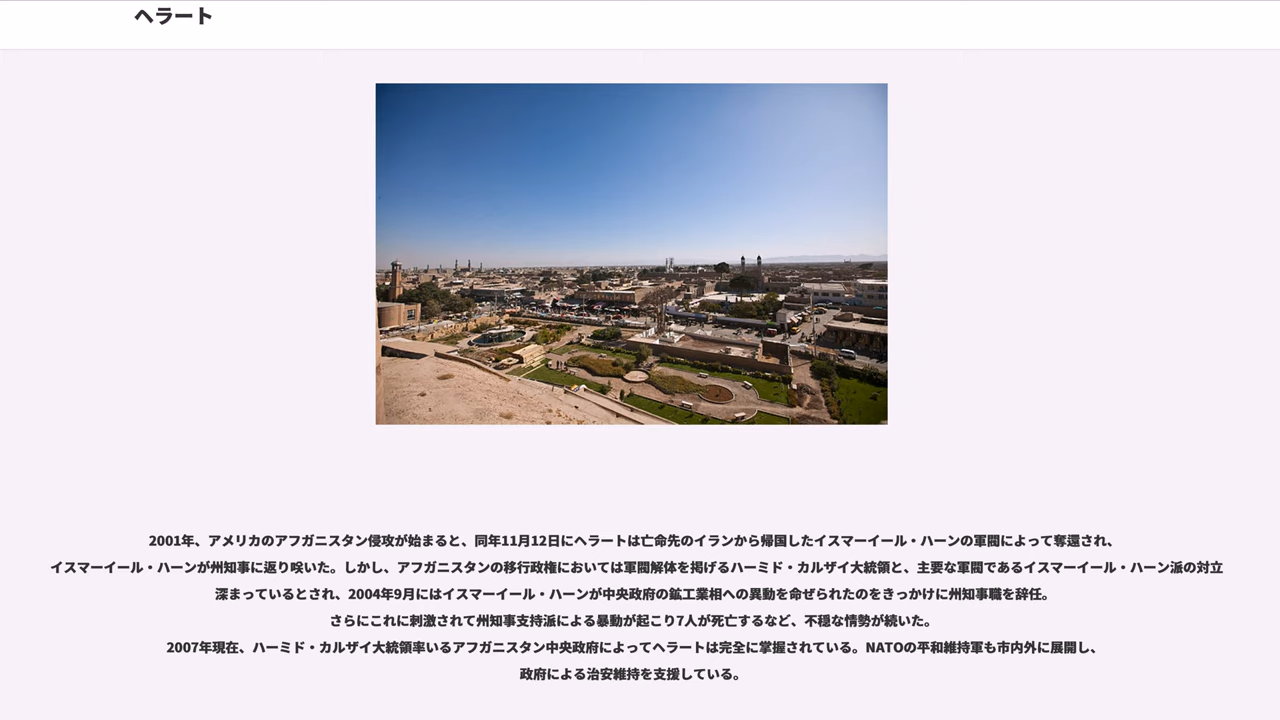 ヘラート
2001年、アメリカのアフガニスタン侵攻が始まると、同年11月12日にヘラートは亡命先のイランから帰国したイスマーイール・ハーンの軍閥によって奪還され、
イスマーイール・ハーンが州知事に返り咲いた。しかし、アフガニスタンの移行政権においては軍閥解体を掲げるハーミド・カルザイ大統領と、主要な軍閥であるイスマーイール・ハーン派の対立
深まっているとされ、2004年9月にはイスマーイール・ハーンが中央政府の鉱工業相への異動を命ぜられたのをきっかけに州知事職を辞任。
さらにこれに刺激されて州知事支持派による暴動が起こり7人が死亡するなど、不穏な情勢が続いた。
2007年現在、ハーミド・カルザイ大統領率いるアフガニスタン中央政府によってヘラートは完全に掌握されている。NATOの平和維持軍も市内外に展開し、
政府による治安維持を支援している。